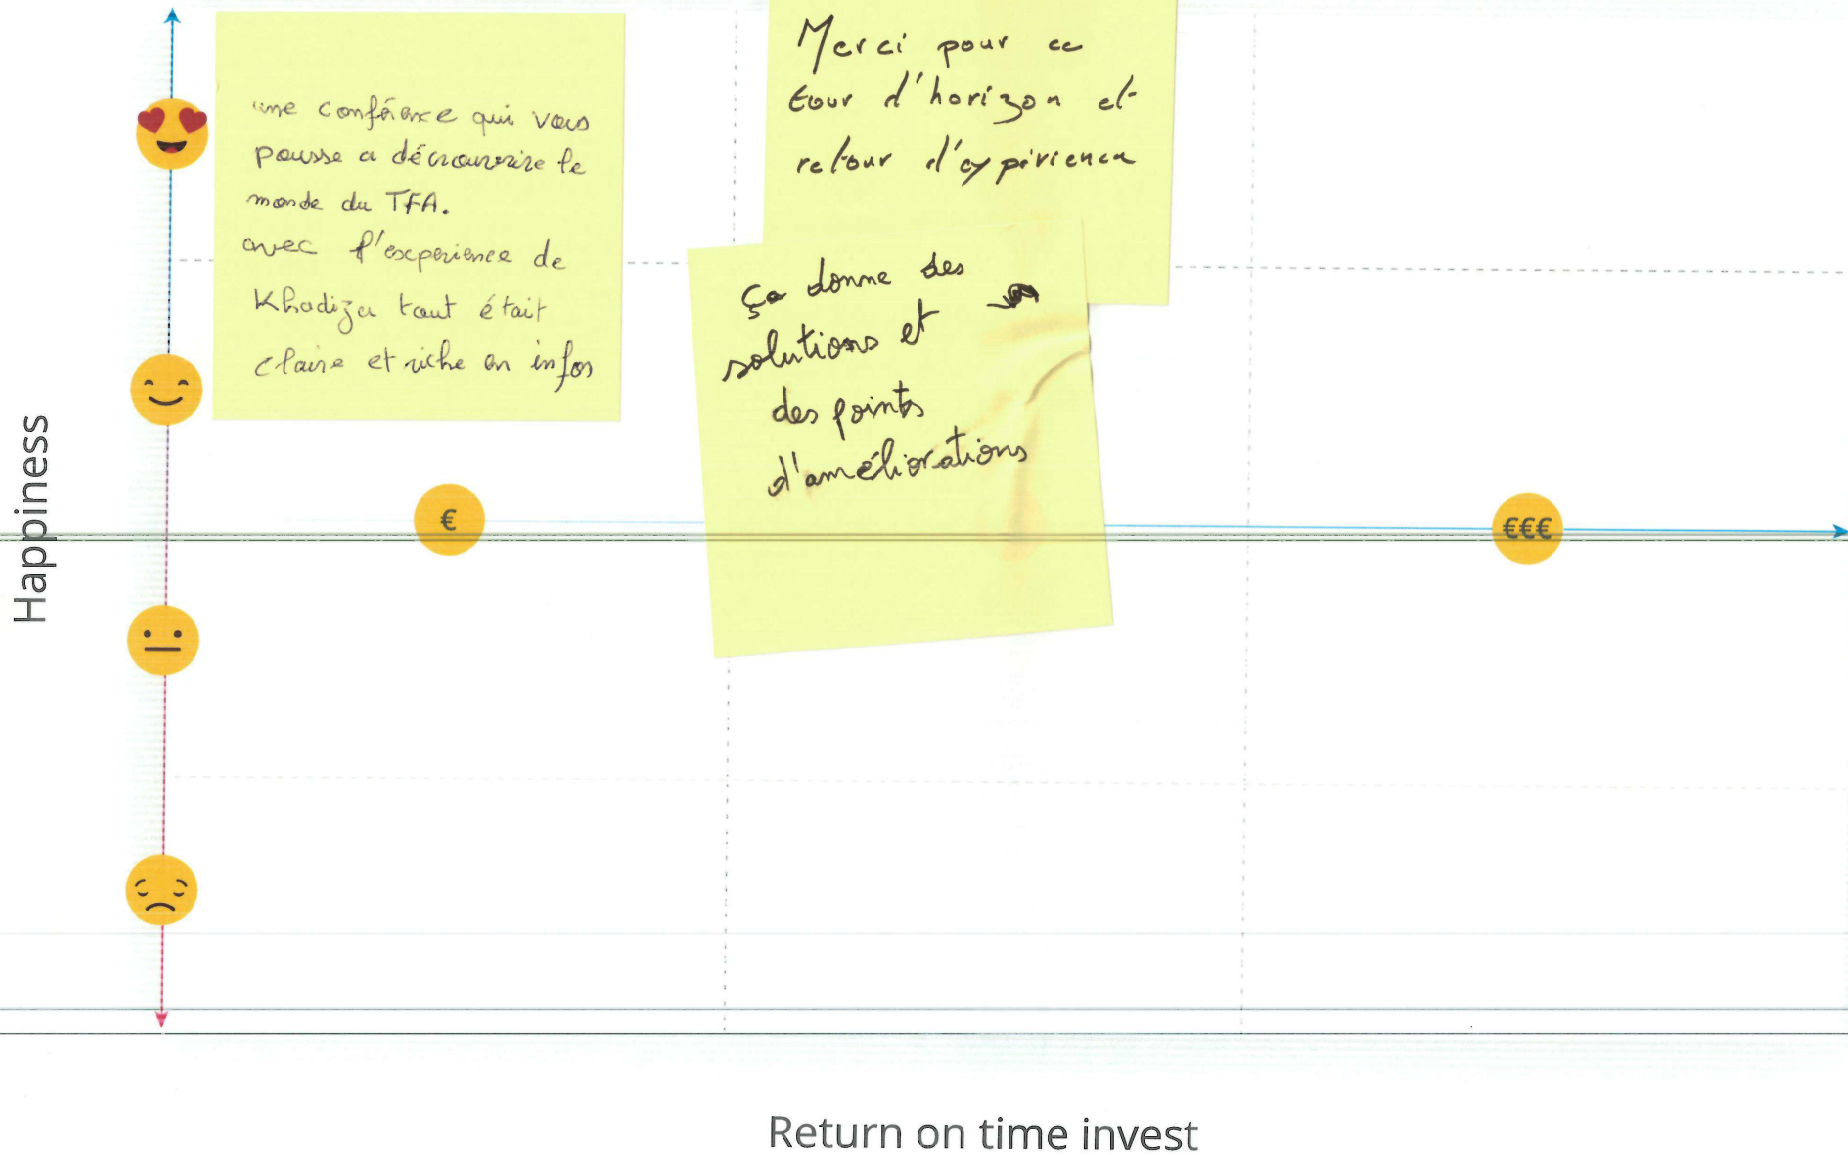 une conférence qui vous
pousse a découvrire le
monde du TFA.
avec l'experience de
Khadiza tout était
claire et riche en infos
Merci pour ce
tour d'horizon et
retour d'expérience
ça donne des
solutions et
des points
d'améliorations
Happiness
€
€€€
Return on time invest